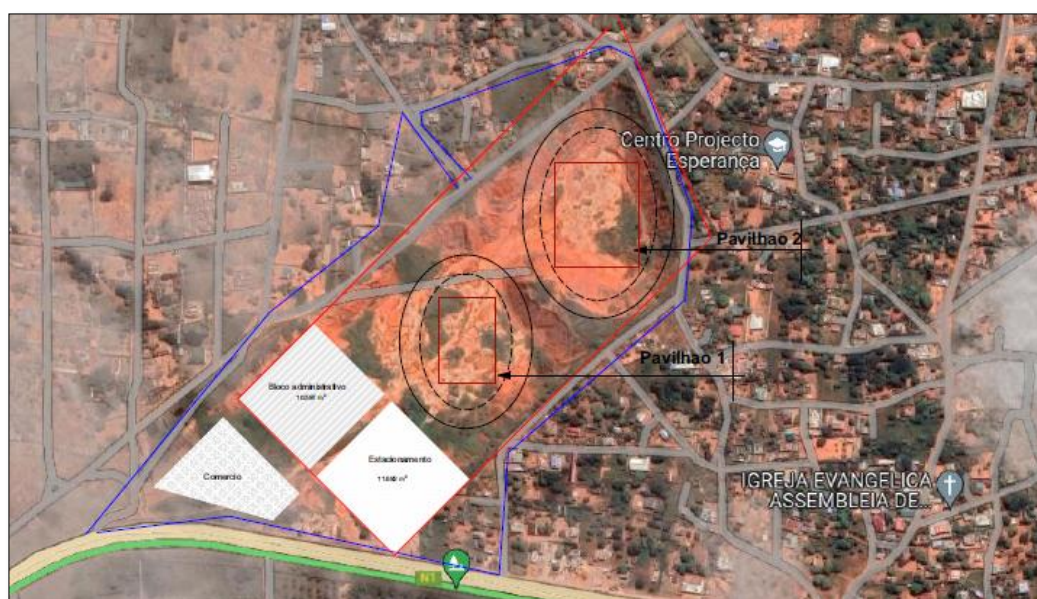 Centro Projecto
Esperança
Pavilhao 2
Pavilhao 1
Bloco administrativo
Estacionamento
Comercio
IGREJA EVANGELICA
ASSEMBLEIA DE...
N1